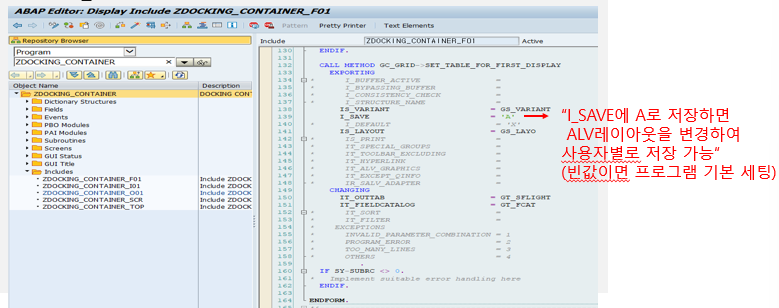 ABAP Editor: Display Include ZDOCKING_CONTAINER_F01
Pattern Pretty Printer Text Elements
Repository Browser
Program
ZDOCKING_CONTAINER
Object Name Description
ZDOCKING_CONTAINER DOCKING CONT
Dictionary Structures
Fields
Events
PBO Modules
PAI Modules
Subroutines
Screens
GUI Status
GUI Title
Includes
ZDOCKING_CONTAINER_F01 Include ZDOCK
ZDOCKING_CONTAINER_I01 Include ZDOCK
ZDOCKING_CONTAINER_O01 Include ZDOCK
ZDOCKING_CONTAINER_SCR Include ZDOCK
ZDOCKING_CONTAINER_TOP Include ZDOCK
Include ZDOCKING_CONTAINER_F01 Active
130 ENDIF.
131
132 CALL METHOD GC_GRID->SET_TABLE_FOR_FIRST_DISPLAY
133 EXPORTING
134 * I_BUFFER_ACTIVE =
135 * I_BYPASSING_BUFFER =
136 * I_CONSISTENCY_CHECK =
137 * I_STRUCTURE_NAME =
138 IS_VARIANT = GS_VARIANT
139 I_SAVE = 'A'
140 * I_DEFAULT = 'X'
141 IS_LAYOUT = GS_LAYO
142 * IS_PRINT =
143 * IT_SPECIAL_GROUPS =
144 * IT_TOOLBAR_EXCLUDING =
145 * IT_HYPERLINK =
146 * IT_ALV_GRAPHICS =
147 * IT_EXCEPT_QINFO =
148 * IR_SALV_ADAPTER =
149 CHANGING
150 IT_OUTTAB = GT_SFLIGHT
151 IT_FIELDCATALOG = GT_FCAT
152 * IT_SORT =
153 * IT_FILTER =
154 * EXCEPTIONS
155 * INVALID_PARAMETER_COMBINATION = 1
156 * PROGRAM_ERROR = 2
157 * TOO_MANY_LINES = 3
158 * OTHERS = 4
159 .
160 IF SY-SUBRC <> 0.
161 * Implement suitable error handling here
162 ENDIF.
163
164 ENDFORM.
“I_SAVE에 A로 저장하면
ALV레이아웃을 변경하여
사용자별로 저장 가능“
(빈값이면 프로그램 기본 세팅)